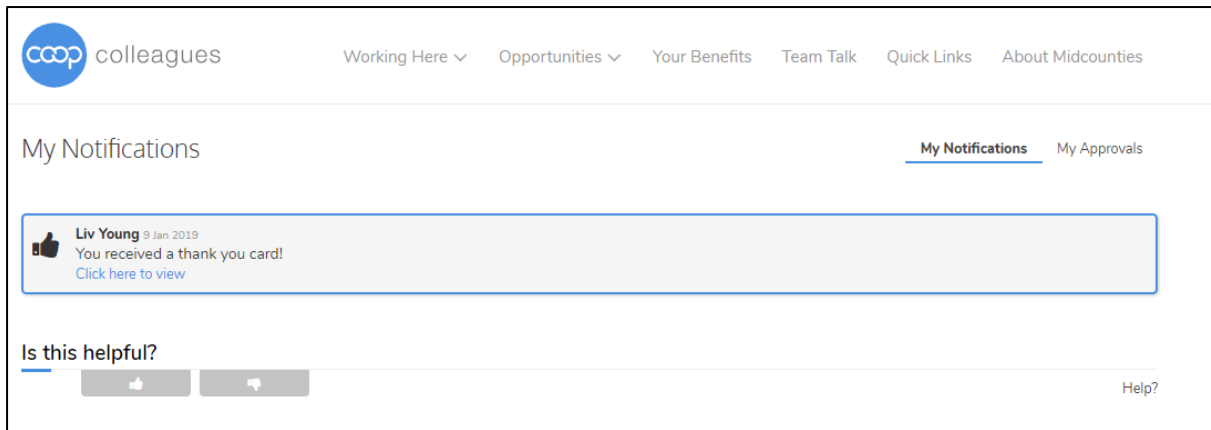 coop colleagues
Working Here Opportunities Your Benefits Team Talk Quick Links About Midcounties
My Notifications
My Notifications My Approvals
Liv Young 9 Jan 2019
You received a thank you card!
Click here to view
Is this helpful?
Help?